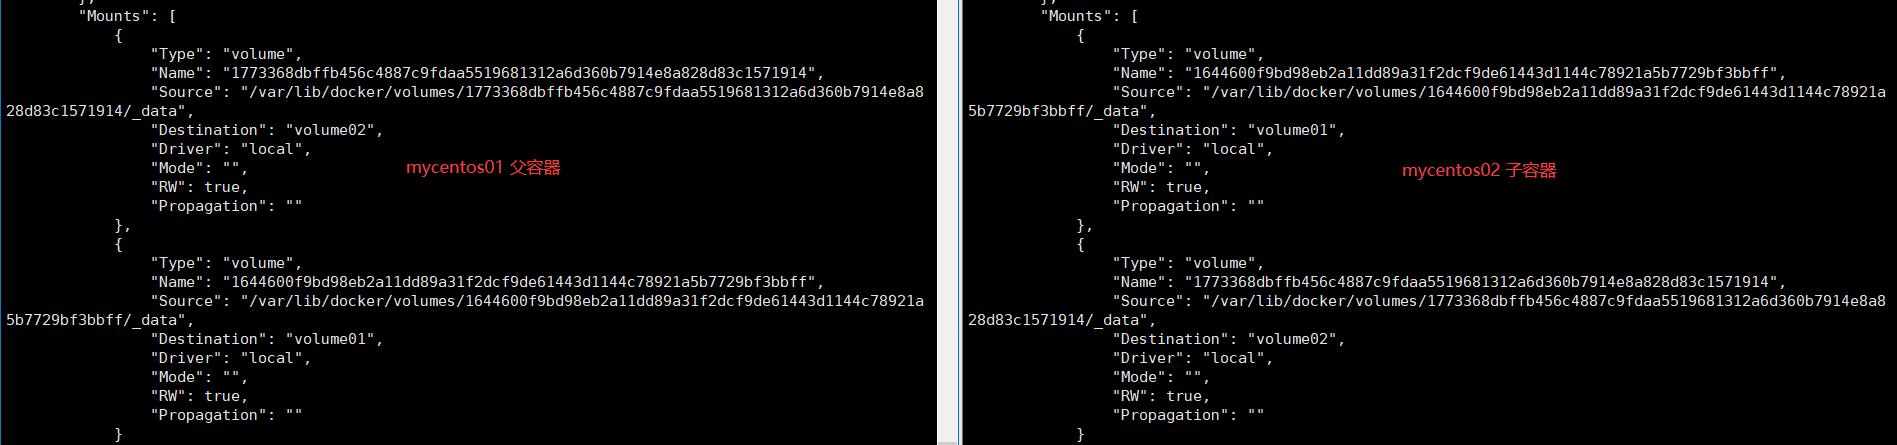 },
"Mounts": [
{
"Type": "volume",
"Name": "1773368dbffb456c4887c9fdaa5519681312a6d360b7914e8a828d83c1571914",
"Source": "/var/lib/docker/volumes/1773368dbffb456c4887c9fdaa5519681312a6d360b7914e8a8
28d83c1571914/_data",
"Destination": "volume02",
"Driver": "local",
"Mode": "",
"RW": true,
"Propagation": ""
},
{
"Type": "volume",
"Name": "1644600f9bd98eb2a11dd89a31f2dcf9de61443d1144c78921a5b7729bf3bbff",
"Source": "/var/lib/docker/volumes/1644600f9bd98eb2a11dd89a31f2dcf9de61443d1144c78921a
5b7729bf3bbff/_data",
"Destination": "volume01",
"Driver": "local",
"Mode": "",
"RW": true,
"Propagation": ""
}
mycentos01 父容器
},
"Mounts": [
{
"Type": "volume",
"Name": "1644600f9bd98eb2a11dd89a31f2dcf9de61443d1144c78921a5b7729bf3bbff",
"Source": "/var/lib/docker/volumes/1644600f9bd98eb2a11dd89a31f2dcf9de61443d1144c78921a
5b7729bf3bbff/_data",
"Destination": "volume01",
"Driver": "local",
"Mode": "",
"RW": true,
"Propagation": ""
},
{
"Type": "volume",
"Name": "1773368dbffb456c4887c9fdaa5519681312a6d360b7914e8a828d83c1571914",
"Source": "/var/lib/docker/volumes/1773368dbffb456c4887c9fdaa5519681312a6d360b7914e8a8
28d83c1571914/_data",
"Destination": "volume02",
"Driver": "local",
"Mode": "",
"RW": true,
"Propagation": ""
}
mycentos02 子容器